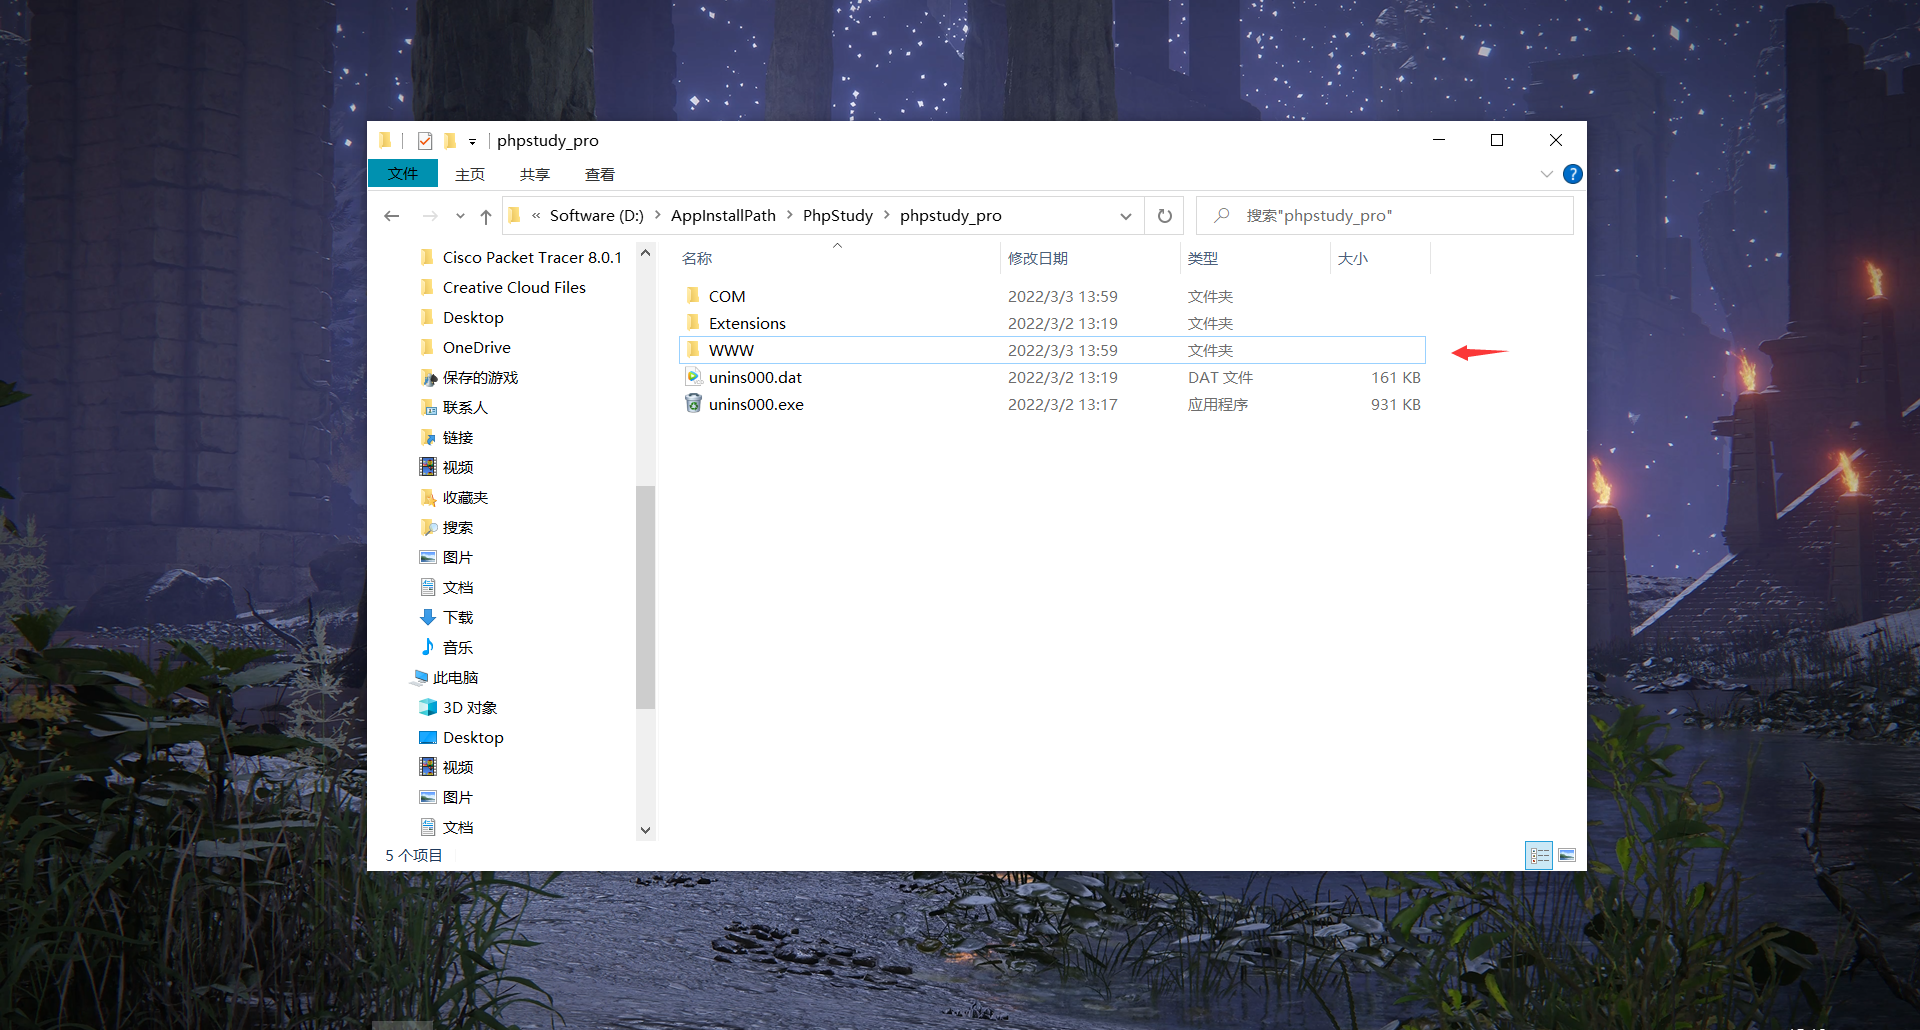 phpstudy_pro
文件 主页 共享 查看
?
« Software (D:) > AppInstallPath > PhpStudy > phpstudy_pro
搜索"phpstudy_pro"
Cisco Packet Tracer 8.0.1
Creative Cloud Files
Desktop
OneDrive
保存的游戏
联系人
链接
视频
收藏夹
搜索
图片
文档
下载
音乐
此电脑
3D 对象
Desktop
视频
图片
文档
名称 修改日期 类型 大小
COM 2022/3/3 13:59 文件夹
Extensions 2022/3/2 13:19 文件夹
WWW 2022/3/3 13:59 文件夹
unins000.dat 2022/3/2 13:19 DAT 文件 161 KB
unins000.exe 2022/3/2 13:17 应用程序 931 KB
5 个项目